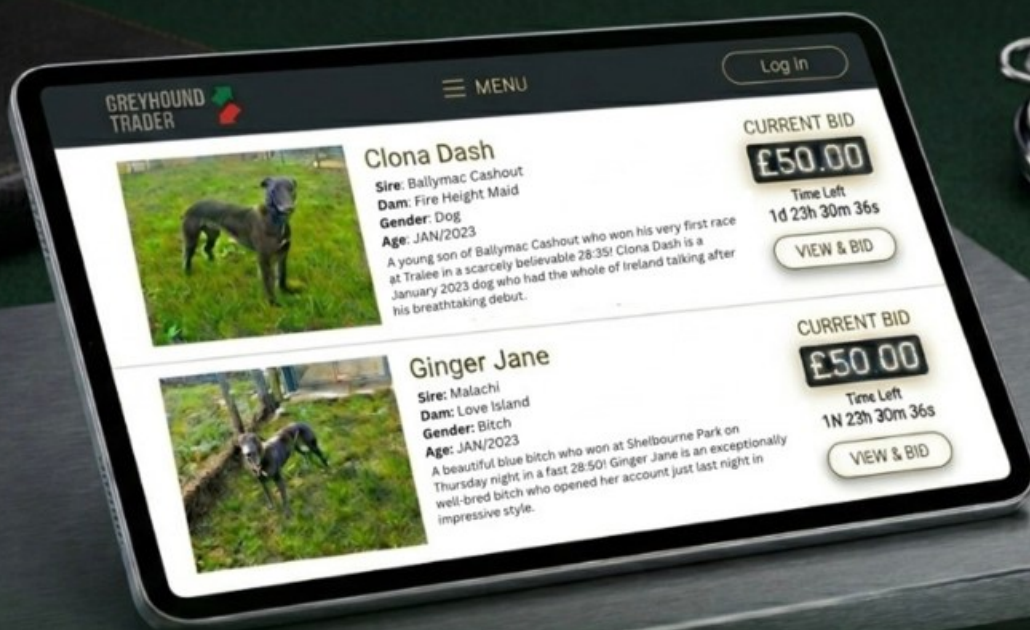 GREYHOUND
TRADER
MENU
Log In
Clona Dash
Sire: Ballymac Cashout
Dam: Fire Height Maid
Gender: Dog
Age: JAN/2023
A young son of Ballymac Cashout who won his very first race
at Tralee in a scarcely believable 28:35! Clona Dash is a
January 2023 dog who had the whole of Ireland talking after
his breathtaking debut.
CURRENT BID
£50.00
Time Left
1d 23h 30m 36s
VIEW & BID
Ginger Jane
Sire: Malachi
Dam: Love Island
Gender: Bitch
Age: JAN/2023
A beautiful blue bitch who won at Shelbourne Park on
Thursday night in a fast 28:50! Ginger Jane is an exceptionally
well-bred bitch who opened her account just last night in
impressive style.
CURRENT BID
£50.00
Time Left
1N 23h 30m 36s
VIEW & BID